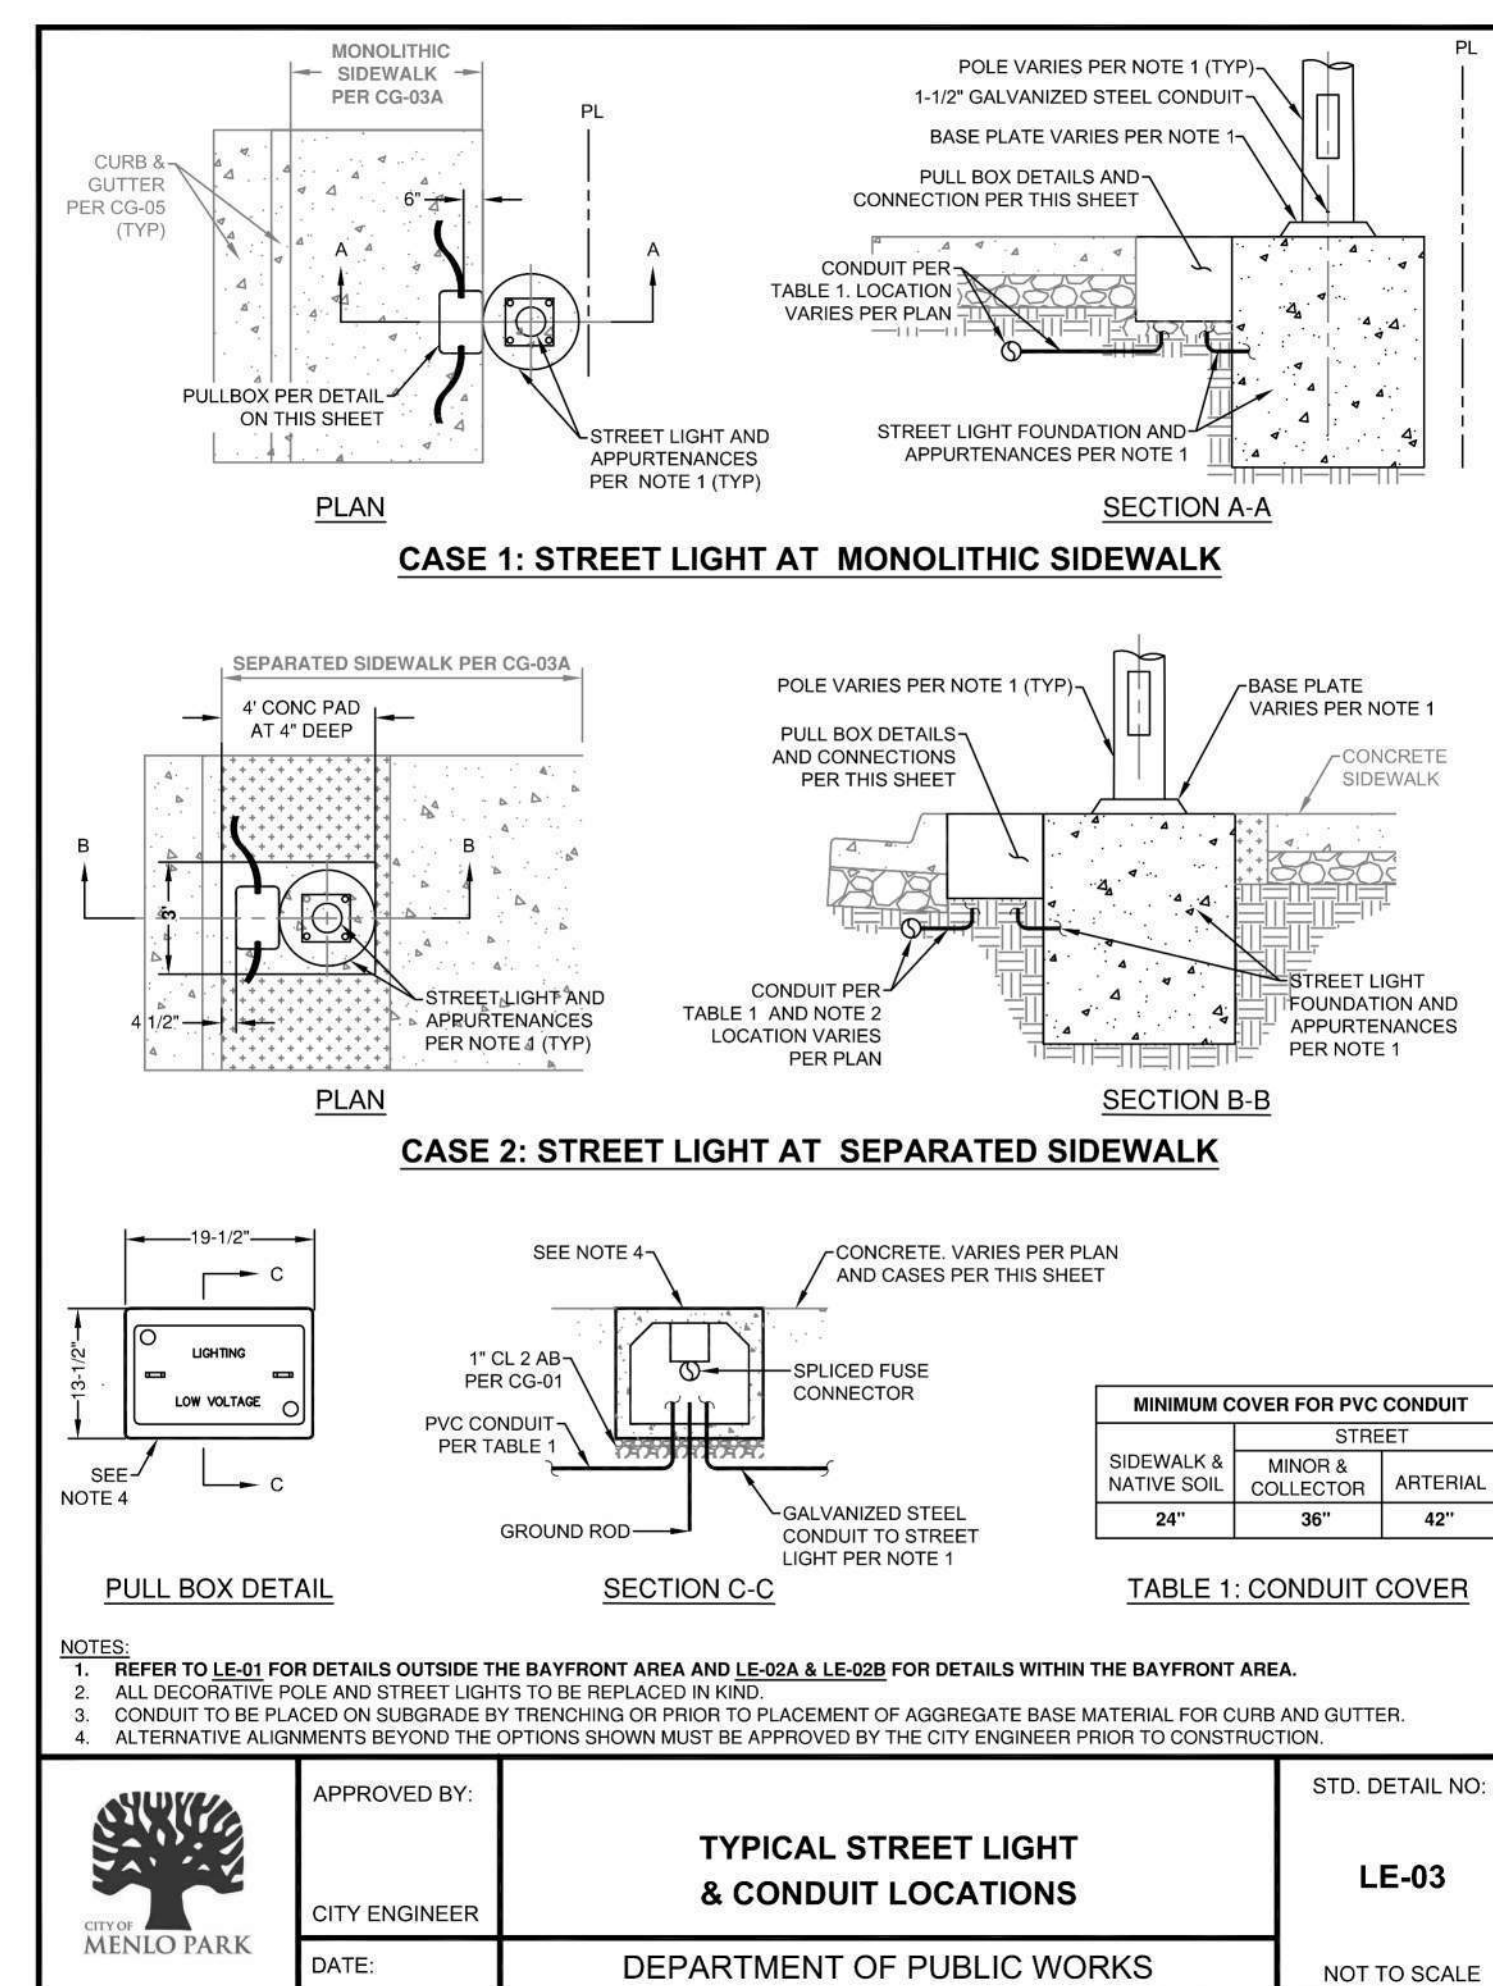 MONOLITHIC
SIDEWALK
PER CG-03A
PL
CURB &
GUTTER
PER CG-05
(TYP)
6"
A
A
PULLBOX PER DETAIL
ON THIS SHEET
STREET LIGHT AND
APPURTENANCES
PER NOTE 1 (TYP)
PLAN
POLE VARIES PER NOTE 1 (TYP)
1-1/2" GALVANIZED STEEL CONDUIT
BASE PLATE VARIES PER NOTE 1
PULL BOX DETAILS AND
CONNECTION PER THIS SHEET
CONDUIT PER
TABLE 1. LOCATION
VARIES PER PLAN
STREET LIGHT FOUNDATION AND
APPURTENANCES PER NOTE 1
PL
SECTION A-A
CASE 1: STREET LIGHT AT MONOLITHIC SIDEWALK
SEPARATED SIDEWALK PER CG-03A
4' CONC PAD
AT 4" DEEP
B
B
3'
4 1/2"
STREET LIGHT AND
APPURTENANCES
PER NOTE 1 (TYP)
PLAN
POLE VARIES PER NOTE 1 (TYP)
PULL BOX DETAILS
AND CONNECTIONS
PER THIS SHEET
BASE PLATE
VARIES PER NOTE 1
CONCRETE
SIDEWALK
CONDUIT PER
TABLE 1 AND NOTE 2
LOCATION VARIES
PER PLAN
STREET LIGHT
FOUNDATION AND
APPURTENANCES
PER NOTE 1
SECTION B-B
CASE 2: STREET LIGHT AT SEPARATED SIDEWALK
19-1/2"
C
13-1/2"
LIGHTING
LOW VOLTAGE
SEE
NOTE 4
C
PULL BOX DETAIL
SEE NOTE 4
CONCRETE. VARIES PER PLAN
AND CASES PER THIS SHEET
1" CL 2 AB
PER CG-01
SPLICED FUSE
CONNECTOR
PVC CONDUIT
PER TABLE 1
GROUND ROD
GALVANIZED STEEL
CONDUIT TO STREET
LIGHT PER NOTE 1
SECTION C-C
MINIMUM COVER FOR PVC CONDUIT
STREET
SIDEWALK &
NATIVE SOIL
MINOR &
COLLECTOR
ARTERIAL
24" 36" 42"
TABLE 1: CONDUIT COVER
NOTES:
1. REFER TO LE-01 FOR DETAILS OUTSIDE THE BAYFRONT AREA AND LE-02A & LE-02B FOR DETAILS WITHIN THE BAYFRONT AREA.
2. ALL DECORATIVE POLE AND STREET LIGHTS TO BE REPLACED IN KIND.
3. CONDUIT TO BE PLACED ON SUBGRADE BY TRENCHING OR PRIOR TO PLACEMENT OF AGGREGATE BASE MATERIAL FOR CURB AND GUTTER.
4. ALTERNATIVE ALIGNMENTS BEYOND THE OPTIONS SHOWN MUST BE APPROVED BY THE CITY ENGINEER PRIOR TO CONSTRUCTION.
CITY OF
MENLO PARK
APPROVED BY:
CITY ENGINEER
DATE:
TYPICAL STREET LIGHT
& CONDUIT LOCATIONS
DEPARTMENT OF PUBLIC WORKS
STD. DETAIL NO:
LE-03
NOT TO SCALE